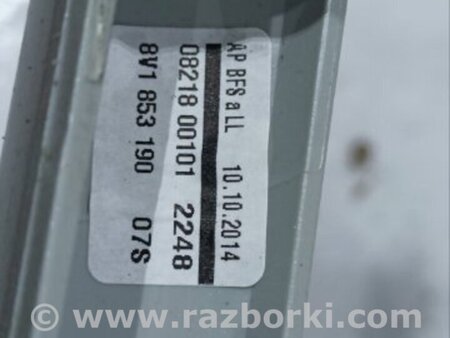 AP BFS a LL 10.10.2014
08218 00101 2248
8V1 853 190 07S
© www.razborki.com